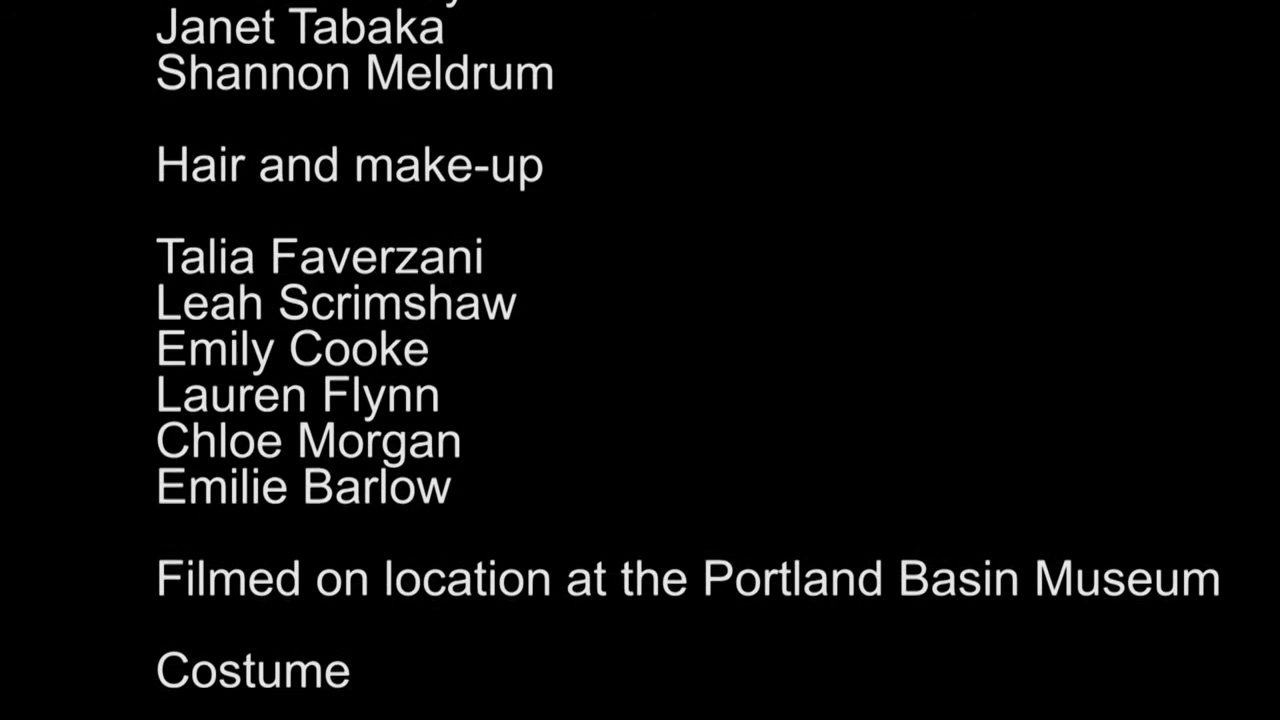 Janet Tabaka
Shannon Meldrum
Hair and make-up
Talia Faverzani
Leah Scrimshaw
Emily Cooke
Lauren Flynn
Chloe Morgan
Emilie Barlow
Filmed on location at the Portland Basin Museum
Costume